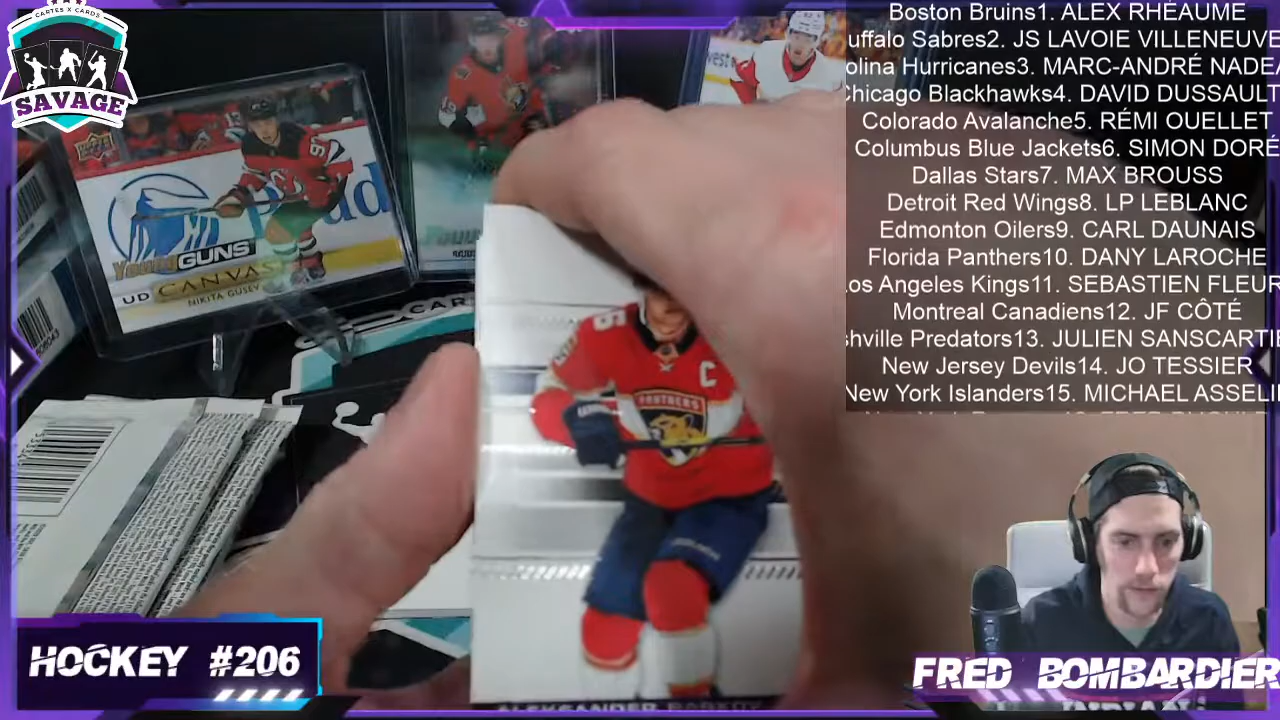 CARTES X CARDS
SAVAGE
Boston Bruins1. ALEX RHÉAUME
uffalo Sabres2. JS LAVOIE VILLENEUVE
olina Hurricanes3. MARC-ANDRÉ NADEA
Chicago Blackhawks4. DAVID DUSSAULT
Colorado Avalanche5. RÉMI OUELLET
Columbus Blue Jackets6. SIMON DORÉ
Dallas Stars7. MAX BROUSS
Detroit Red Wings8. LP LEBLANC
Edmonton Oilers9. CARL DAUNAIS
Florida Panthers10. DANY LAROCHE
os Angeles Kings11. SEBASTIEN FLEUR
Montreal Canadiens12. JF CÔTÉ
shville Predators13. JULIEN SANSCARTIE
New Jersey Devils14. JO TESSIER
New York Islanders15. MICHAEL ASSELI
97
Young GUNS
UD CANVAS
NIKITA GUSEV
C
PANTHERS
ALEKSANDER BARKOV
HOCKEY #206
FRED BOMBARDIER